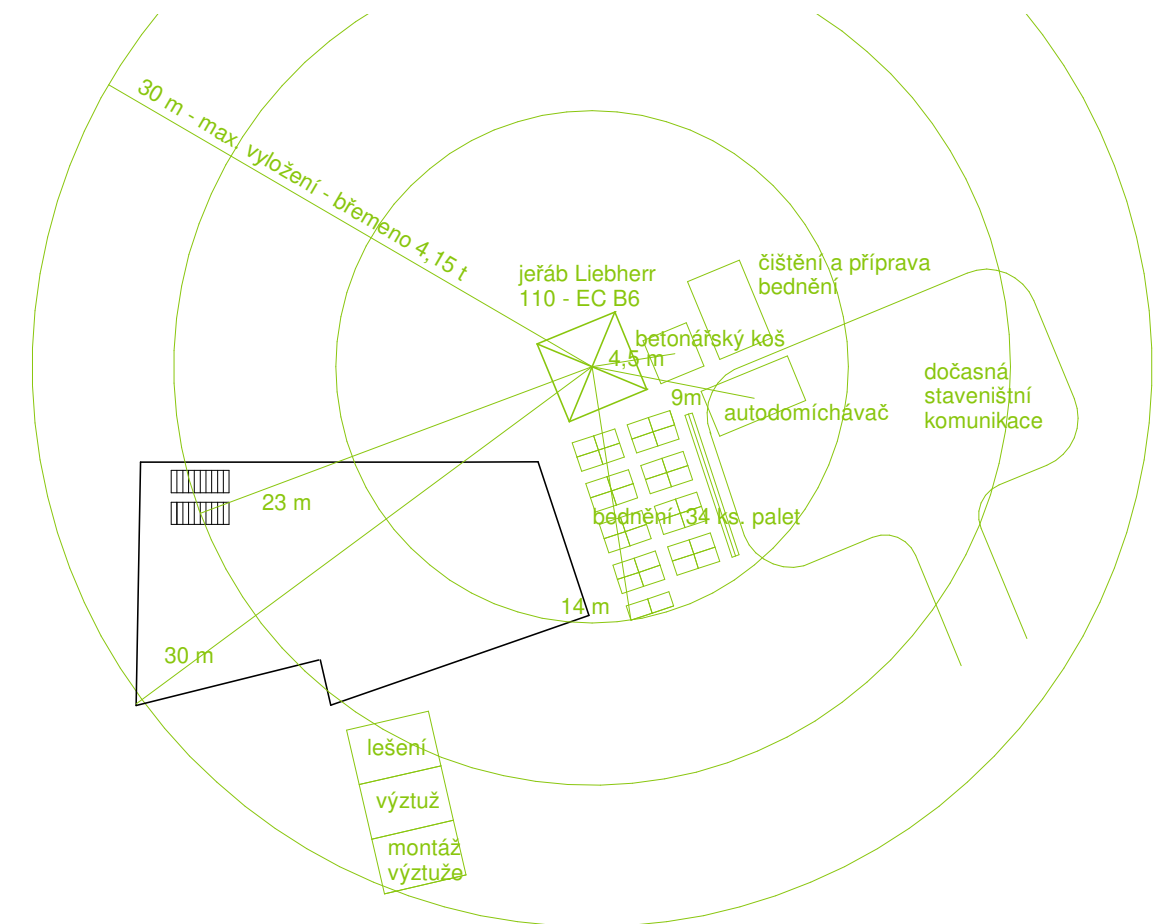 30 m - max. vyložení - břemeno 4,15 t
jeřáb Liebherr
110 - EC B6
čištění a příprava
bednění
betonářský koš
4,5 m
9m
autodomíchávač
dočasná
staveništní
komunikace
23 m
bednění 34 ks. palet
14 m
30 m
lešení
výztuž
montáž
výztuže